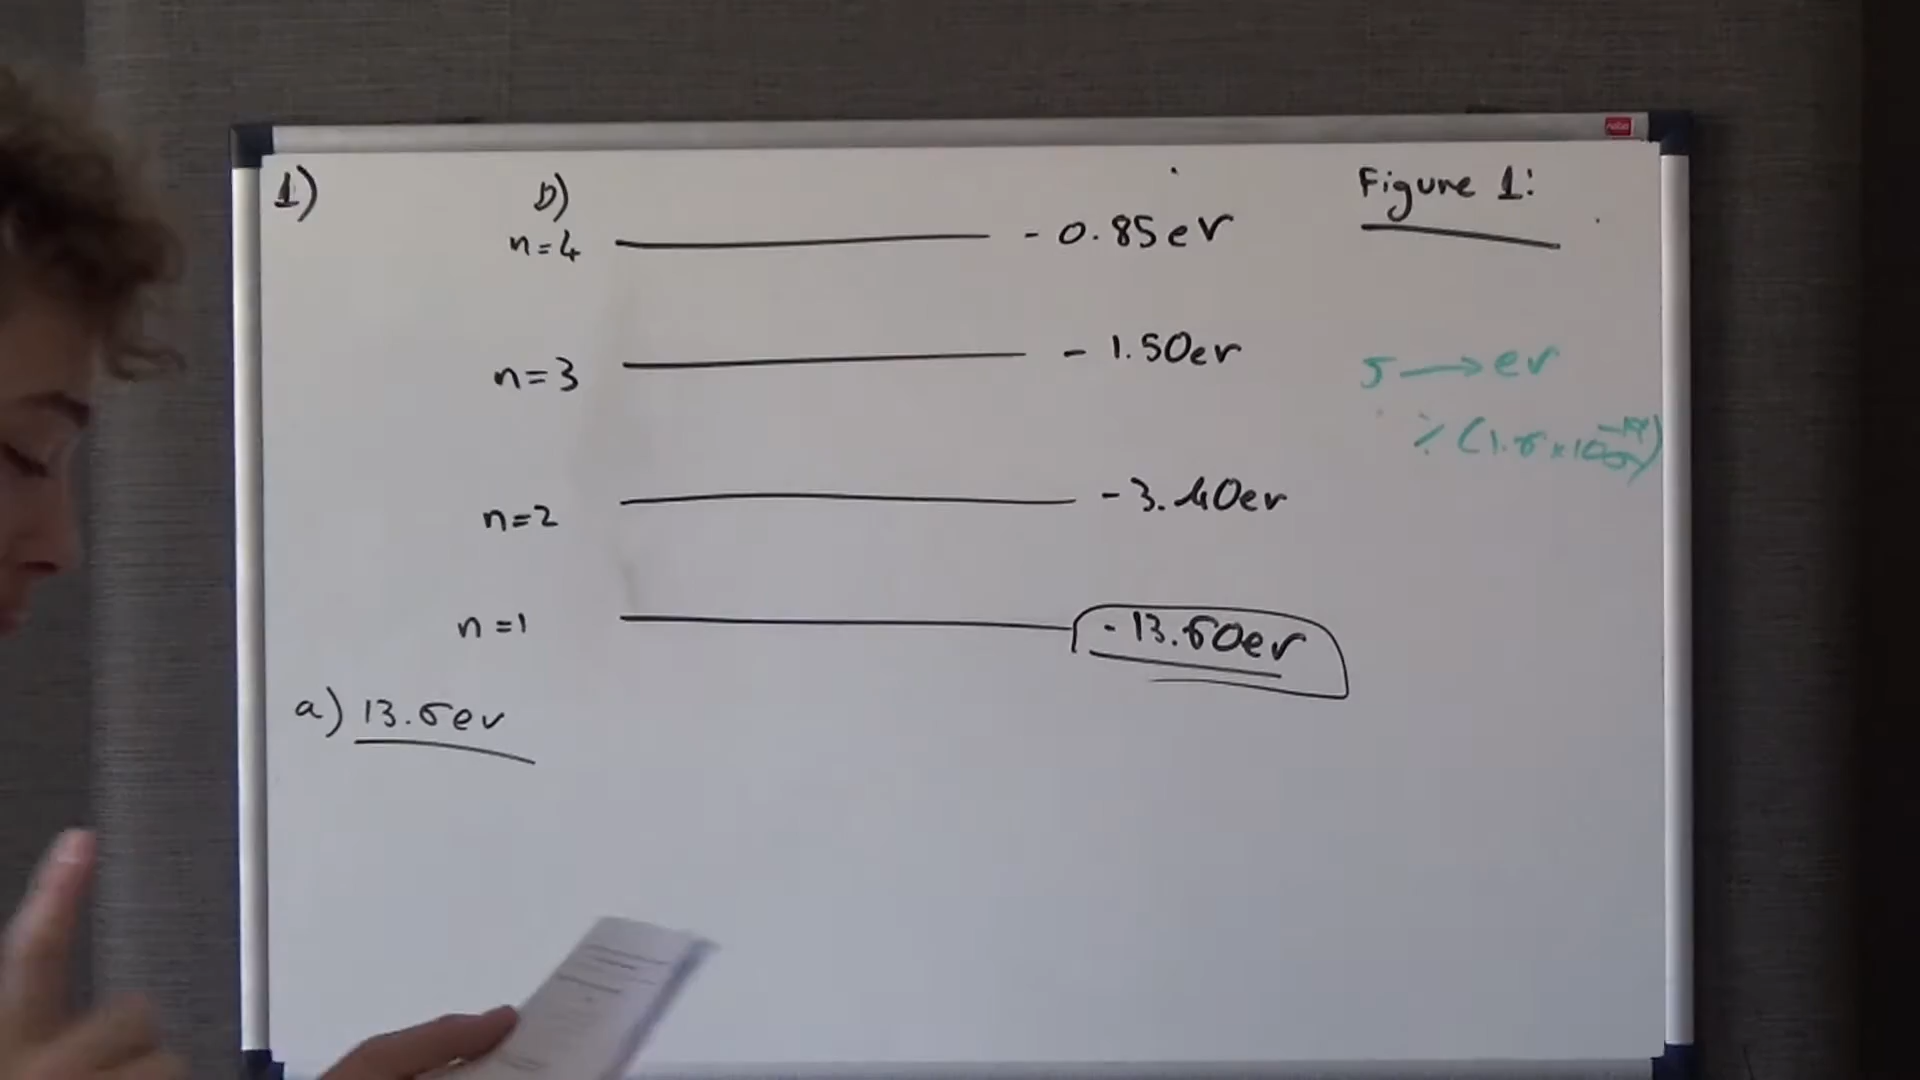 1)
b)
Figure 1:
n=4 - 0.85eV
n=3 - 1.50eV
J → eV
÷ (1.6×10⁻¹⁹)
n=2 - 3.40eV
n=1 - 13.60eV
a) 13.6eV